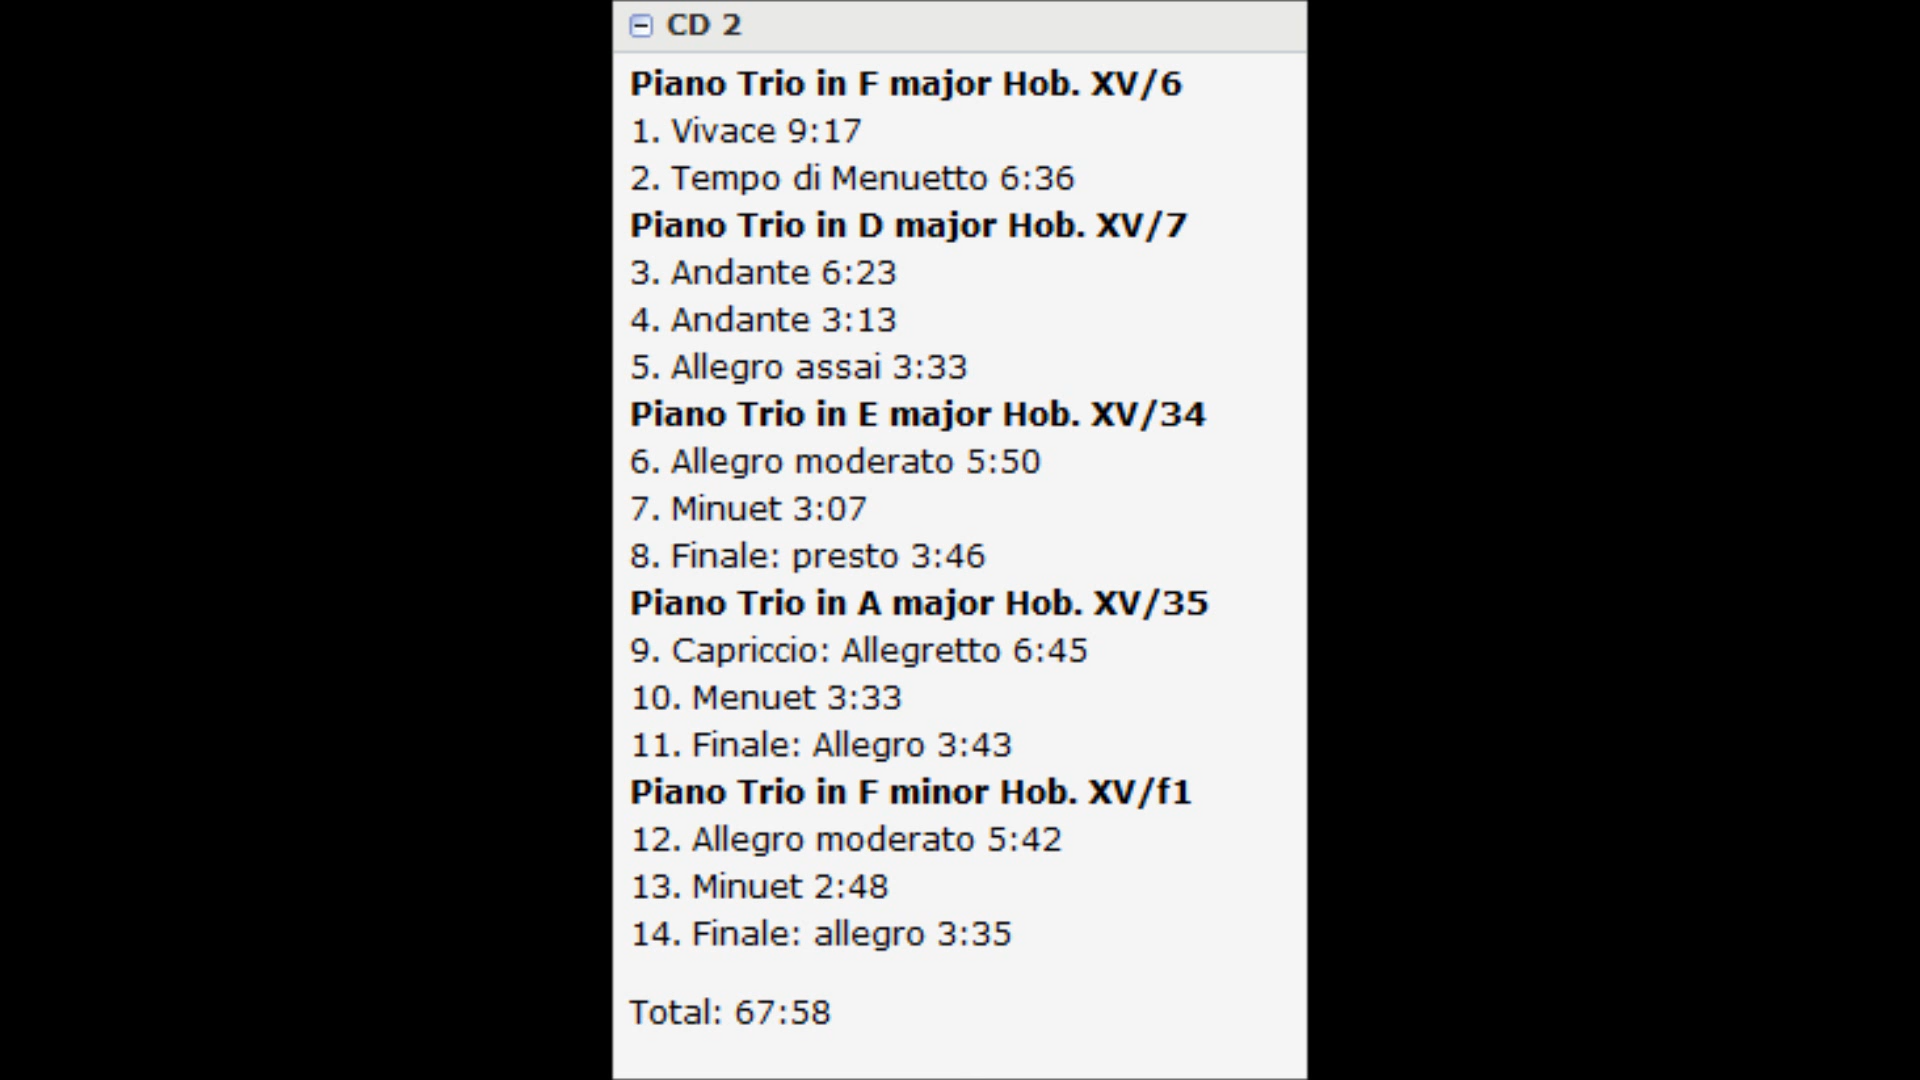 CD 2
Piano Trio in F major Hob. XV/6
1. Vivace 9:17
2. Tempo di Menuetto 6:36
Piano Trio in D major Hob. XV/7
3. Andante 6:23
4. Andante 3:13
5. Allegro assai 3:33
Piano Trio in E major Hob. XV/34
6. Allegro moderato 5:50
7. Minuet 3:07
8. Finale: presto 3:46
Piano Trio in A major Hob. XV/35
9. Capriccio: Allegretto 6:45
10. Menuet 3:33
11. Finale: Allegro 3:43
Piano Trio in F minor Hob. XV/f1
12. Allegro moderato 5:42
13. Minuet 2:48
14. Finale: allegro 3:35
Total: 67:58